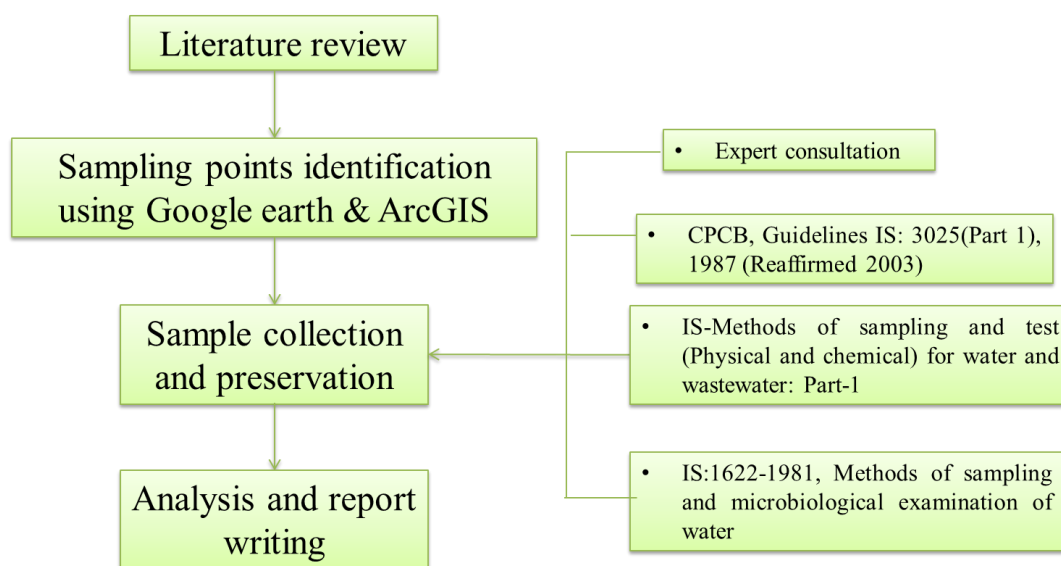 Literature review
Sampling points identification
using Google earth & ArcGIS
Sample collection
and preservation
Analysis and report
writing
• Expert consultation
• CPCB, Guidelines IS: 3025(Part 1),
1987 (Reaffirmed 2003)
• IS-Methods of sampling and test
(Physical and chemical) for water and
wastewater: Part-1
• IS:1622-1981, Methods of sampling
and microbiological examination of
water